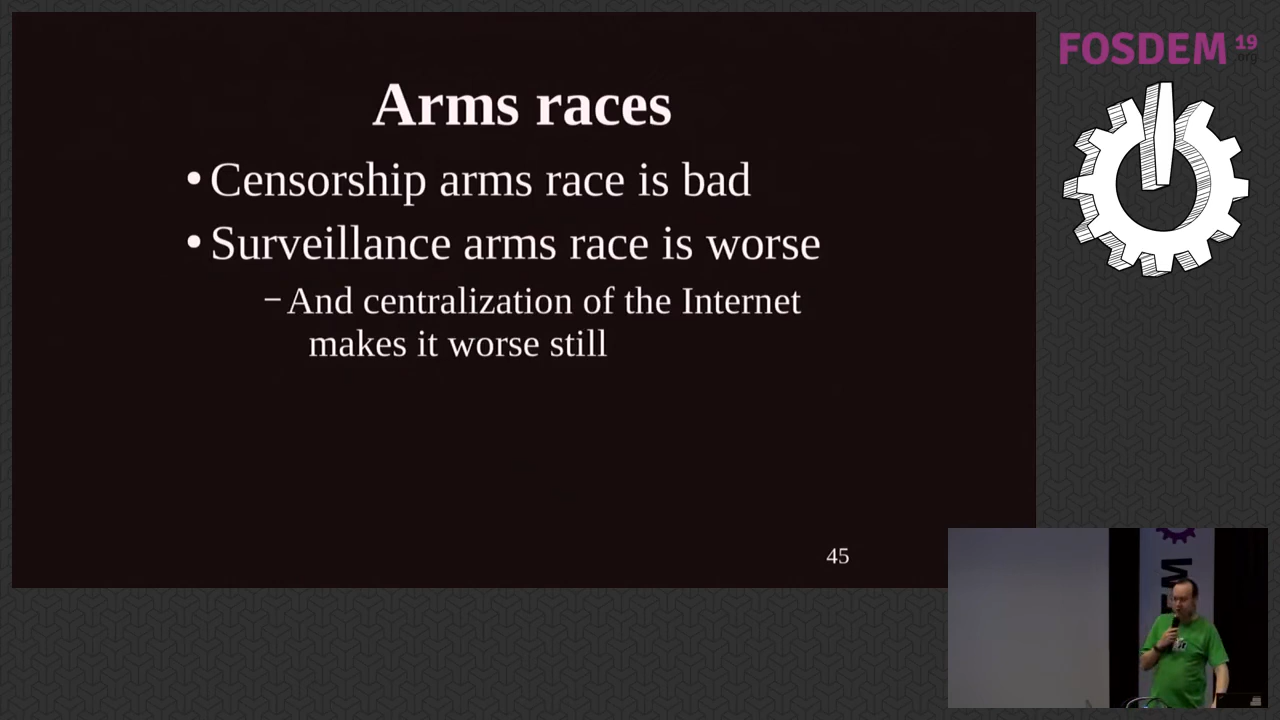 FOSDEM 19
.org
Arms races
• Censorship arms race is bad
• Surveillance arms race is worse
– And centralization of the Internet
makes it worse still
45